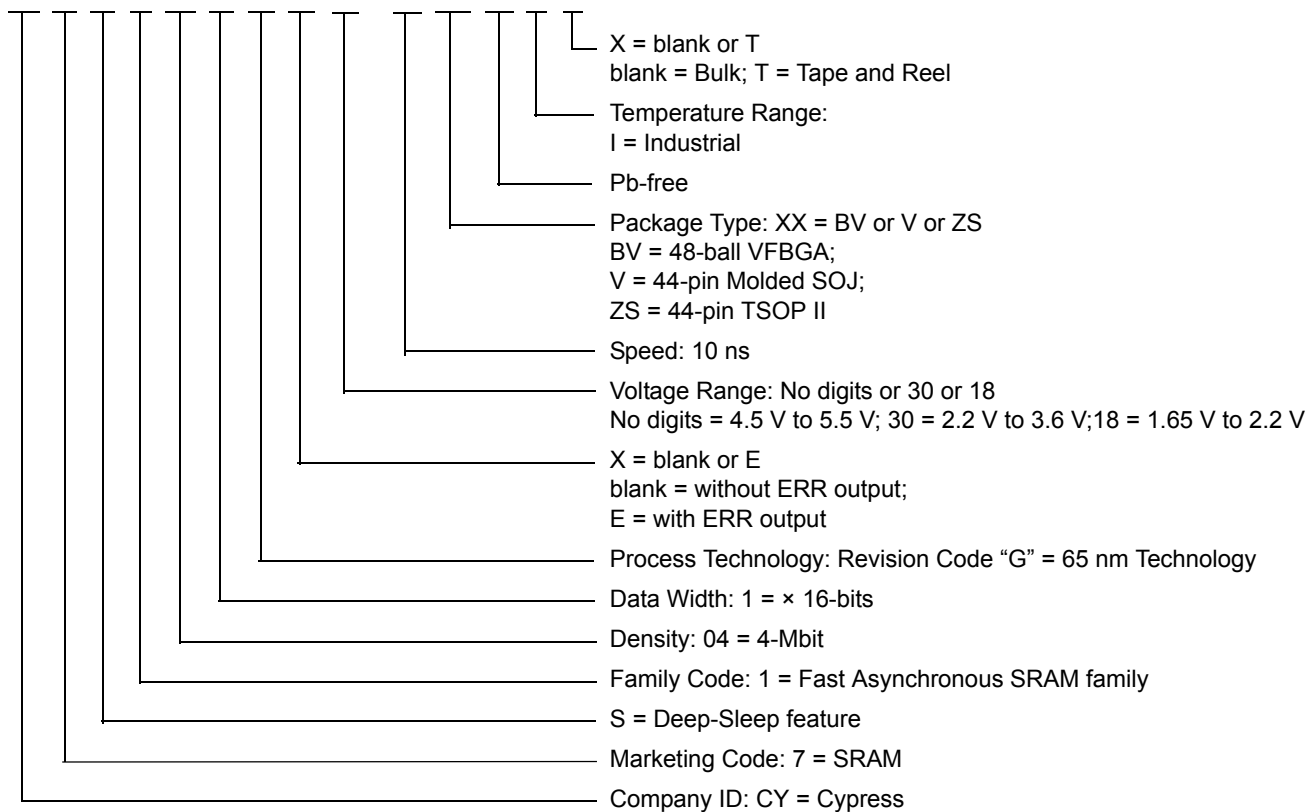 X = blank or T
blank = Bulk; T = Tape and Reel
Temperature Range:
I = Industrial
Pb-free
Package Type: XX = BV or V or ZS
BV = 48-ball VFBGA;
V = 44-pin Molded SOJ;
ZS = 44-pin TSOP II
Speed: 10 ns
Voltage Range: No digits or 30 or 18
No digits = 4.5 V to 5.5 V; 30 = 2.2 V to 3.6 V;18 = 1.65 V to 2.2 V
X = blank or E
blank = without ERR output;
E = with ERR output
Process Technology: Revision Code “G” = 65 nm Technology
Data Width: 1 = × 16-bits
Density: 04 = 4-Mbit
Family Code: 1 = Fast Asynchronous SRAM family
S = Deep-Sleep feature
Marketing Code: 7 = SRAM
Company ID: CY = Cypress